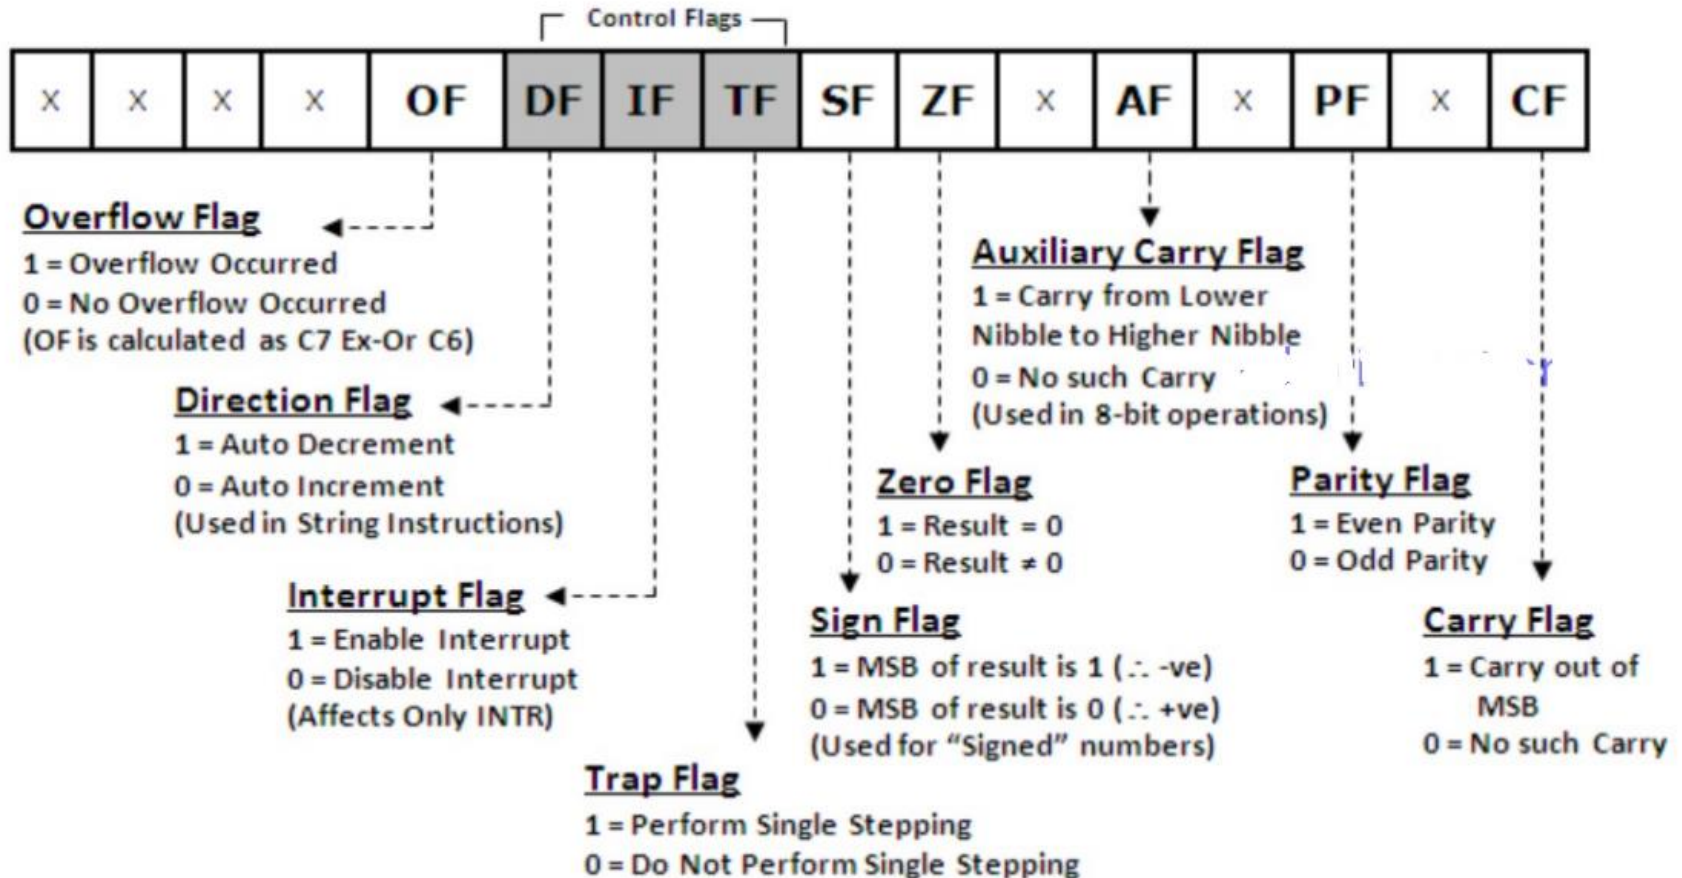 Control Flags
x x x x OF DF IF TF SF ZF x AF x PF x CF
Overflow Flag
1 = Overflow Occurred
0 = No Overflow Occurred
(OF is calculated as C7 Ex-Or C6)
Direction Flag
1 = Auto Decrement
0 = Auto Increment
(Used in String Instructions)
Interrupt Flag
1 = Enable Interrupt
0 = Disable Interrupt
(Affects Only INTR)
Trap Flag
1 = Perform Single Stepping
0 = Do Not Perform Single Stepping
Sign Flag
1 = MSB of result is 1 (∴ -ve)
0 = MSB of result is 0 (∴ +ve)
(Used for “Signed” numbers)
Zero Flag
1 = Result = 0
0 = Result ≠ 0
Auxiliary Carry Flag
1 = Carry from Lower
Nibble to Higher Nibble
0 = No such Carry
(Used in 8-bit operations)
Parity Flag
1 = Even Parity
0 = Odd Parity
Carry Flag
1 = Carry out of
MSB
0 = No such Carry